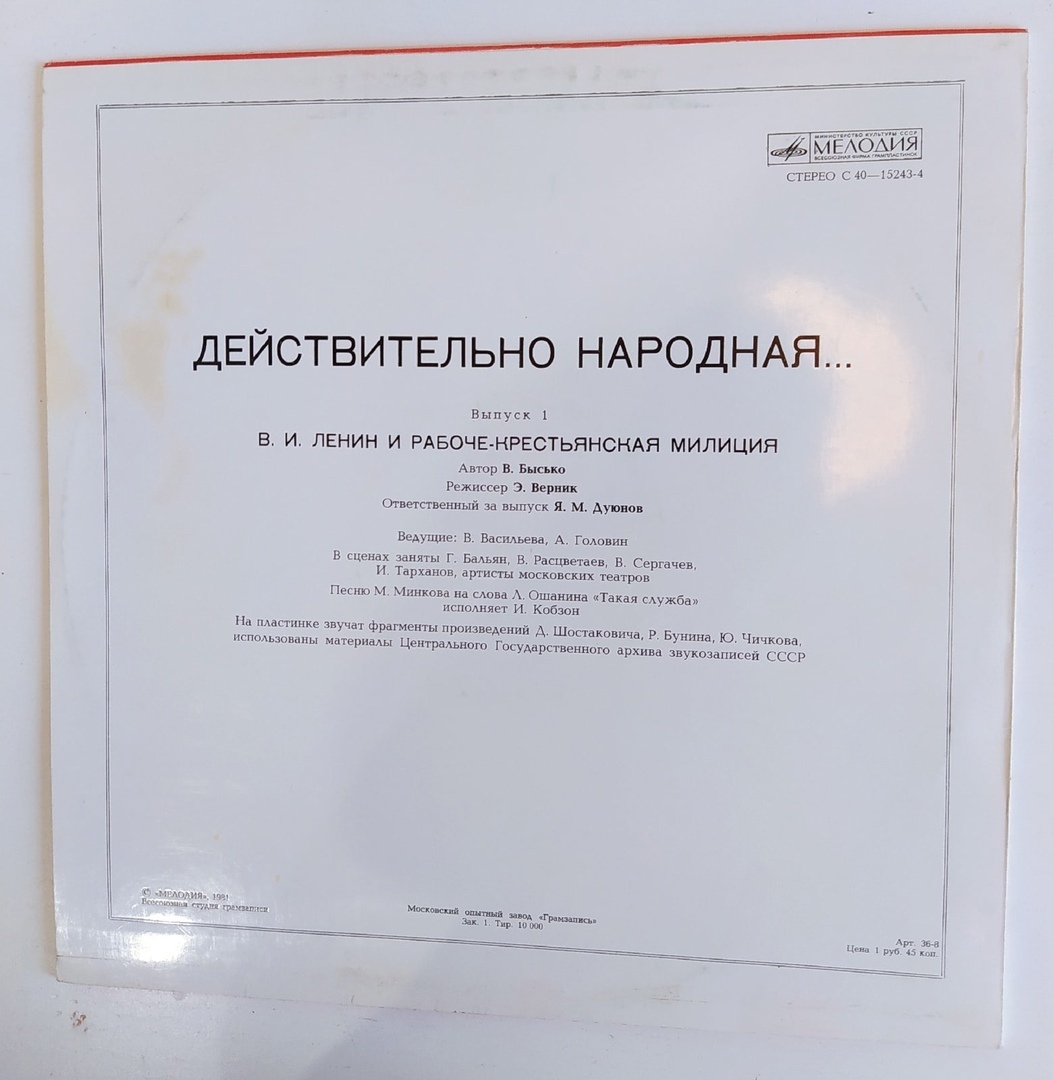 МИНИСТЕРСТВО КУЛЬТУРЫ СССР
МЕЛОДИЯ
ВСЕСОЮЗНАЯ ФИРМА ГРАМПЛАСТИНОК
СТЕРЕО С 40—15243-4
ДЕЙСТВИТЕЛЬНО НАРОДНАЯ...
Выпуск 1
В. И. ЛЕНИН И РАБОЧЕ-КРЕСТЬЯНСКАЯ МИЛИЦИЯ
Автор В. Бысько
Режиссер Э. Верник
Ответственный за выпуск Я. М. Дуюнов
Ведущие: В. Васильева, А. Головин
В сценах заняты Г. Бальян, В. Расцветаев, В. Сергачев,
И. Тарханов, артисты московских театров
Песню М. Минкова на слова Л. Ошанина «Такая служба»
исполняет И. Кобзон
На пластинке звучат фрагменты произведений Д. Шостаковича, Р. Бунина, Ю. Чичкова,
использованы материалы Центрального Государственного архива звукозаписей СССР
© «МЕЛОДИЯ», 1981
Всесоюзная студия грамзаписи
Московский опытный завод «Грамзапись»
Зак. 1. Тир. 10 000
Арт. 36-8
Цена 1 руб. 45 коп.